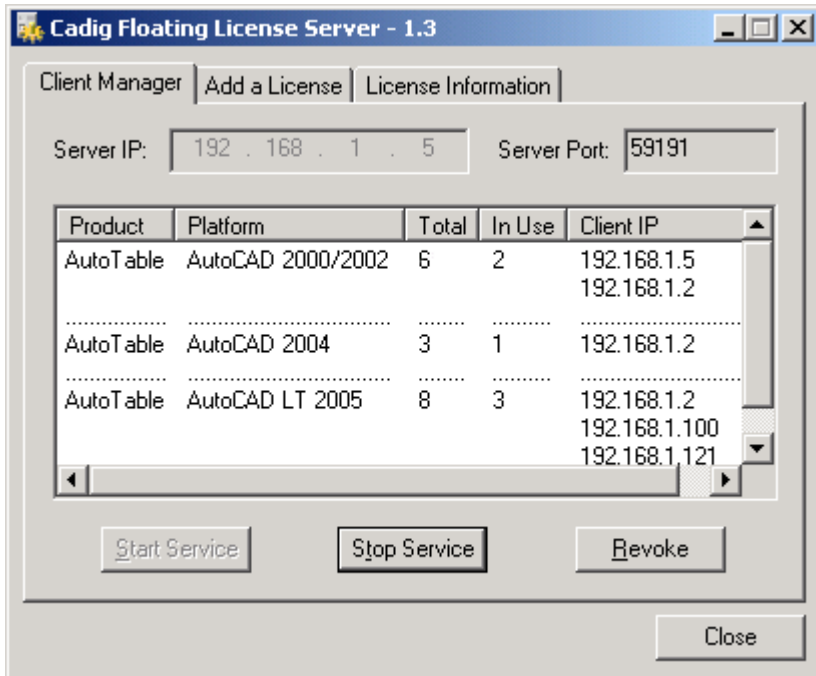 Cadig Floating License Server - 1.3
Client Manager Add a License License Information
Server IP: 192 . 168 . 1 . 5 Server Port: 59191
Product Platform Total In Use Client IP
AutoTable AutoCAD 2000/2002 6 2 192.168.1.5
192.168.1.2
AutoTable AutoCAD 2004 3 1 192.168.1.2
AutoTable AutoCAD LT 2005 8 3 192.168.1.2
192.168.1.100
192.168.1.121
Start Service Stop Service Revoke
Close